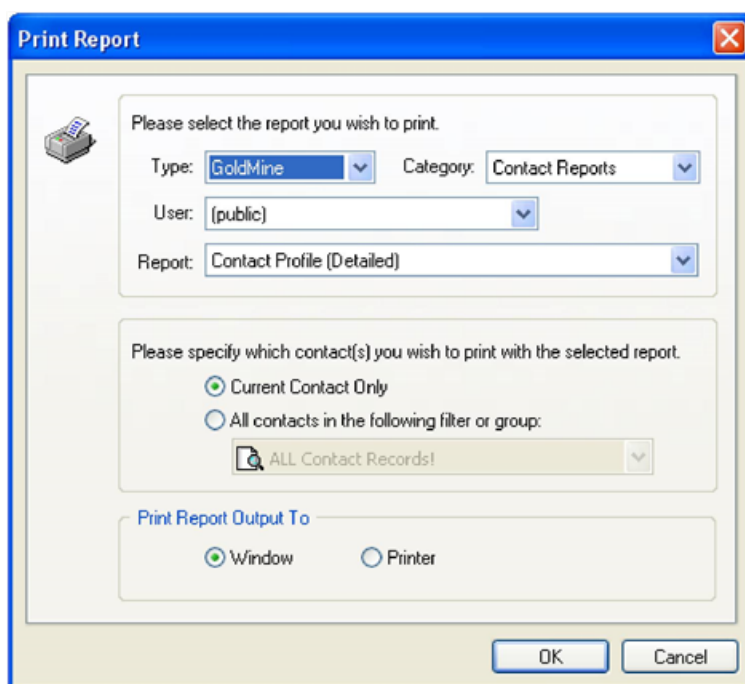 Print Report
Please select the report you wish to print.
Type: GoldMine Category: Contact Reports
User: (public)
Report: Contact Profile (Detailed)
Please specify which contact(s) you wish to print with the selected report.
Current Contact Only
All contacts in the following filter or group:
ALL Contact Records!
Print Report Output To
Window Printer
OK Cancel